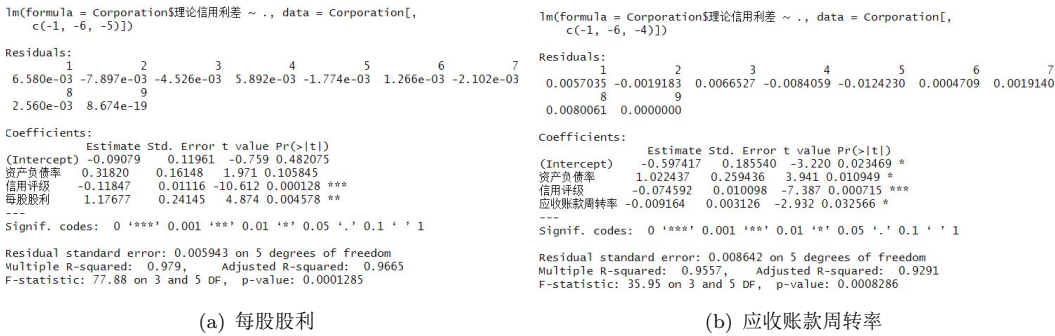 lm(formula = Corporation$理论信用利差 ~ ., data = Corporation[,
    c(-1, -6, -5)])
Residuals:
         1          2          3          4          5          6          7
 6.580e-03 -7.897e-03 -4.526e-03  5.892e-03 -1.774e-03  1.266e-03 -2.102e-03
         8          9
 2.560e-03  8.674e-19
Coefficients:
            Estimate Std. Error t value Pr(>|t|)
(Intercept) -0.09079    0.11961  -0.759 0.482075
资产负债率   0.31820    0.16148   1.971 0.105845
信用评级    -0.11847    0.01116 -10.612 0.000128 ***
每股股利     1.17677    0.24145   4.874 0.004578 **
---
Signif. codes:  0 ‘***’ 0.001 ‘**’ 0.01 ‘*’ 0.05 ‘.’ 0.1 ‘ ’ 1
Residual standard error: 0.005943 on 5 degrees of freedom
Multiple R-squared:  0.979,     Adjusted R-squared:  0.9665
F-statistic: 77.88 on 3 and 5 DF,  p-value: 0.0001285
(a) 每股股利
lm(formula = Corporation$理论信用利差 ~ ., data = Corporation[,
    c(-1, -6, -4)])
Residuals:
         1          2          3          4          5          6          7
 0.0057035 -0.0019183  0.0066527 -0.0084059 -0.0124230  0.0004709  0.0019140
         8          9
 0.0080061  0.0000000
Coefficients:
                Estimate Std. Error t value Pr(>|t|)
(Intercept)    -0.597417   0.185540  -3.220 0.023469 *
资产负债率      1.022437   0.259436   3.941 0.010949 *
信用评级       -0.074592   0.010098  -7.387 0.000715 ***
应收账款周转率 -0.009164   0.003126  -2.932 0.032566 *
---
Signif. codes:  0 ‘***’ 0.001 ‘**’ 0.01 ‘*’ 0.05 ‘.’ 0.1 ‘ ’ 1
Residual standard error: 0.008642 on 5 degrees of freedom
Multiple R-squared:  0.9557,    Adjusted R-squared:  0.9291
F-statistic: 35.95 on 3 and 5 DF,  p-value: 0.0008286
(b) 应收账款周转率